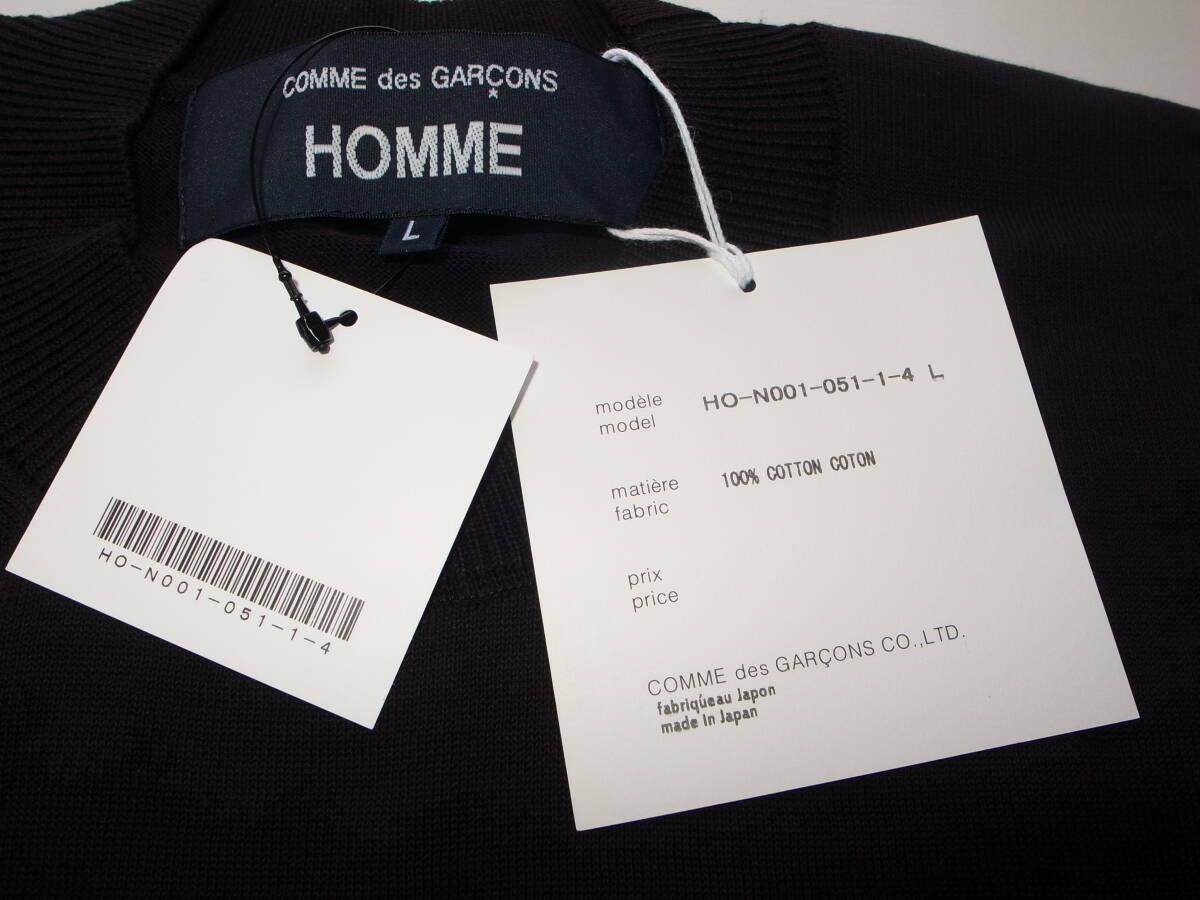 COMME des GARÇONS
*
HOMME
L
HO-N001-051-1-4
modèle HO-N001-051-1-4 L
model
matière 100% COTTON COTON
fabric
prix
price
COMME des GARÇONS CO.,LTD.
fabriqúeau Japon
made in Japan